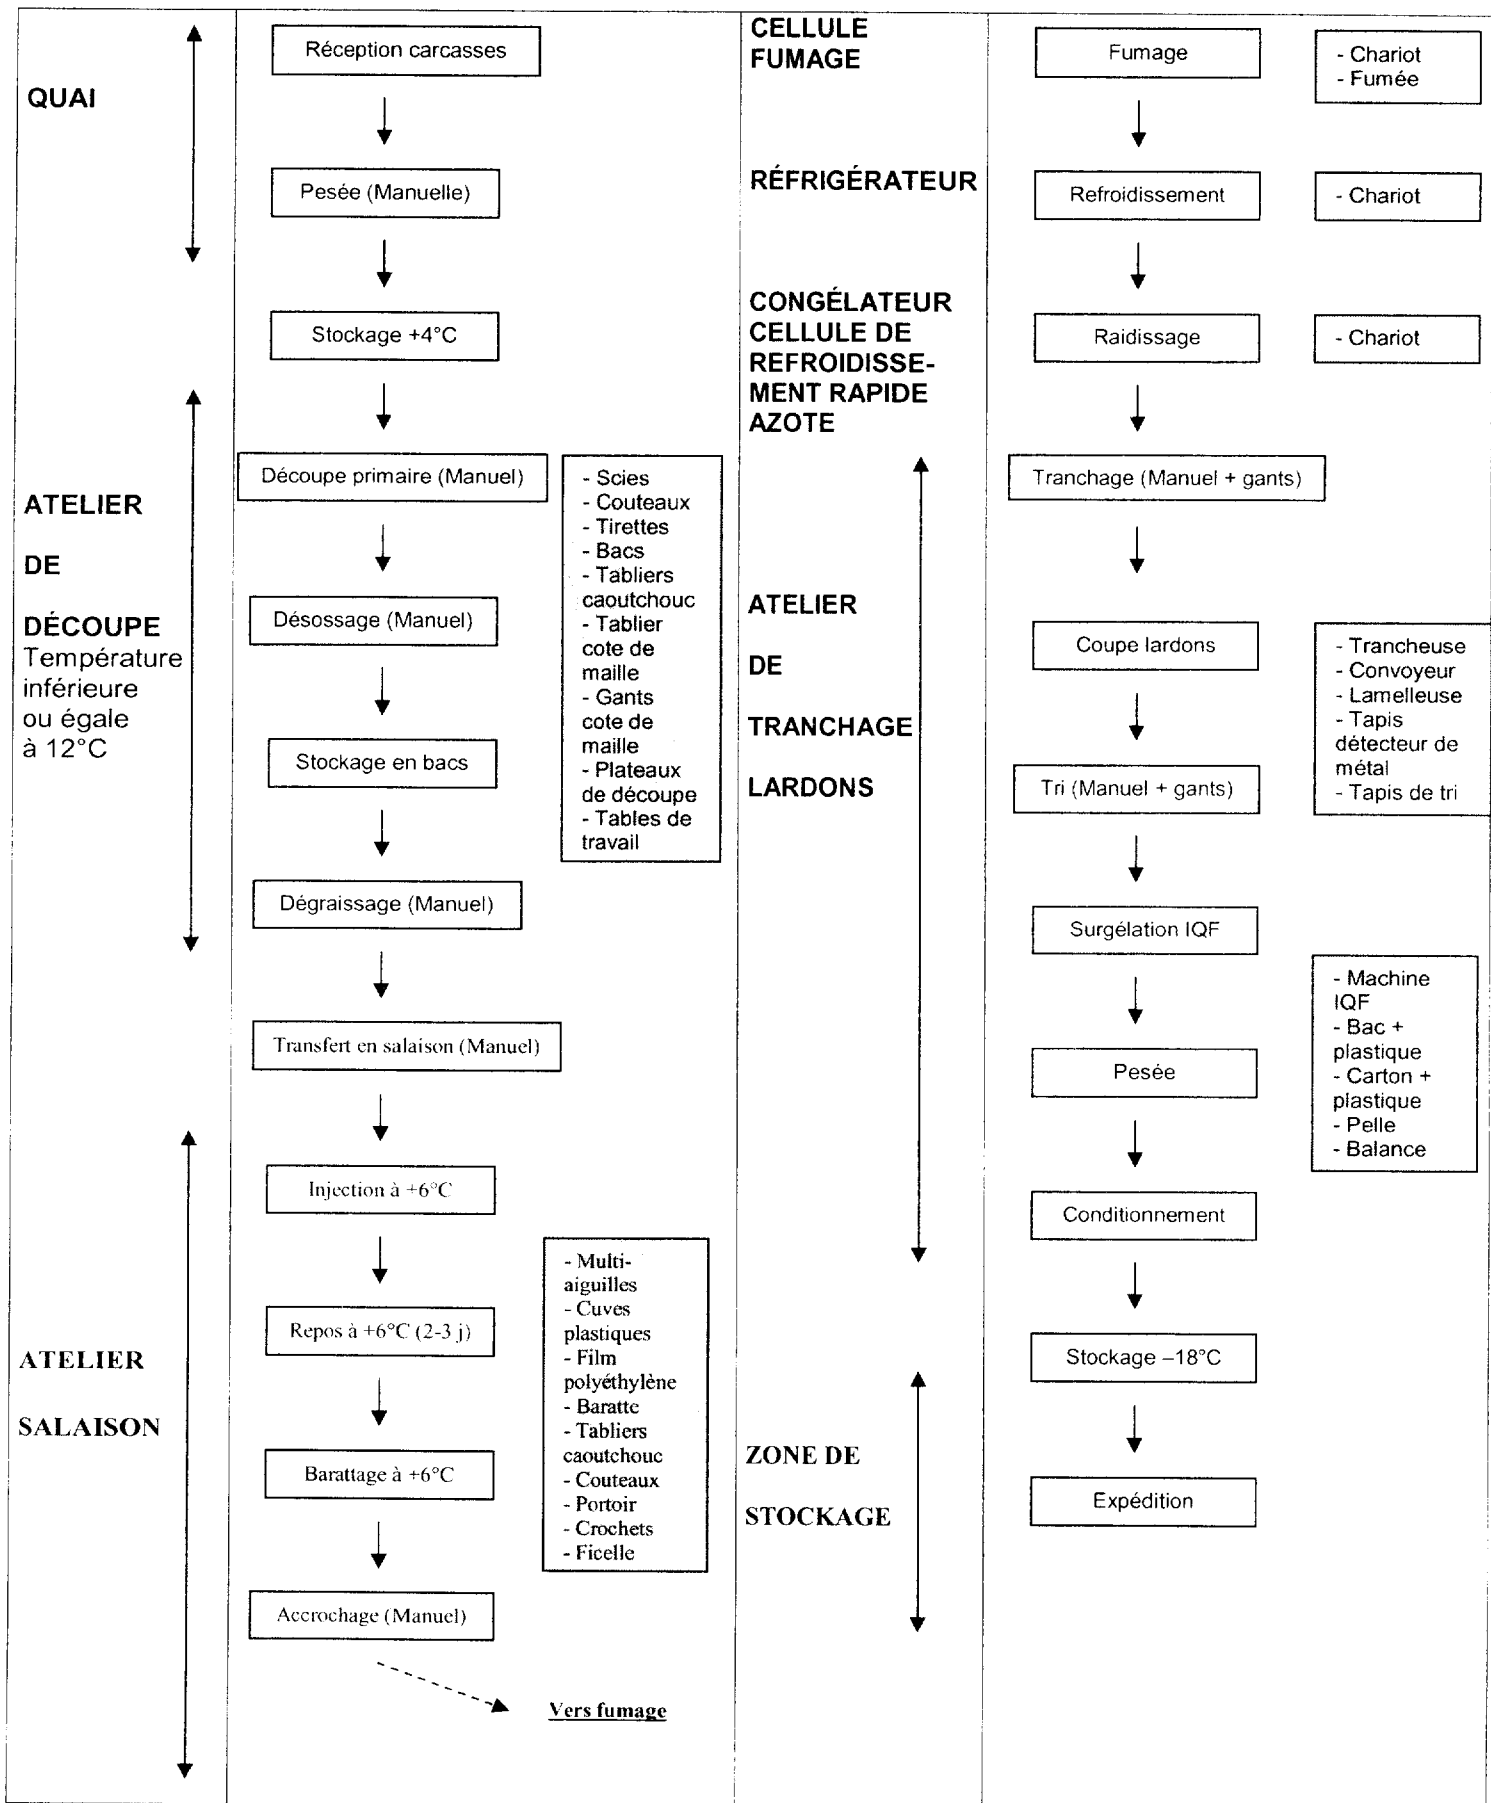 QUAI
Réception carcasses
Pesée (Manuelle)
Stockage +4°C
ATELIER
DE
DÉCOUPE
Température
inférieure
ou égale
à 12°C
Découpe primaire (Manuel)
Désossage (Manuel)
Stockage en bacs
Dégraissage (Manuel)
- Scies
- Couteaux
- Tirettes
- Bacs
- Tabliers
caoutchouc
- Tablier
cote de
maille
- Gants
cote de
maille
- Plateaux
de découpe
- Tables de
travail
Transfert en salaison (Manuel)
ATELIER
SALAISON
Injection à +6°C
Repos à +6°C (2-3 j)
Barattage à +6°C
Accrochage (Manuel)
- Multi-
aiguilles
- Cuves
plastiques
- Film
polyéthylène
- Baratte
- Tabliers
caoutchouc
- Couteaux
- Portoir
- Crochets
- Ficelle
Vers fumage
CELLULE
FUMAGE
Fumage
- Chariot
- Fumée
RÉFRIGÉRATEUR
Refroidissement
- Chariot
CONGÉLATEUR
CELLULE DE
REFROIDISSE-
MENT RAPIDE
AZOTE
Raidissage
- Chariot
ATELIER
DE
TRANCHAGE
LARDONS
Tranchage (Manuel + gants)
Coupe lardons
Tri (Manuel + gants)
- Trancheuse
- Convoyeur
- Lamelleuse
- Tapis
détecteur de
métal
- Tapis de tri
Surgélation IQF
Pesée
Conditionnement
- Machine
IQF
- Bac +
plastique
- Carton +
plastique
- Pelle
- Balance
ZONE DE
STOCKAGE
Stockage –18°C
Expédition